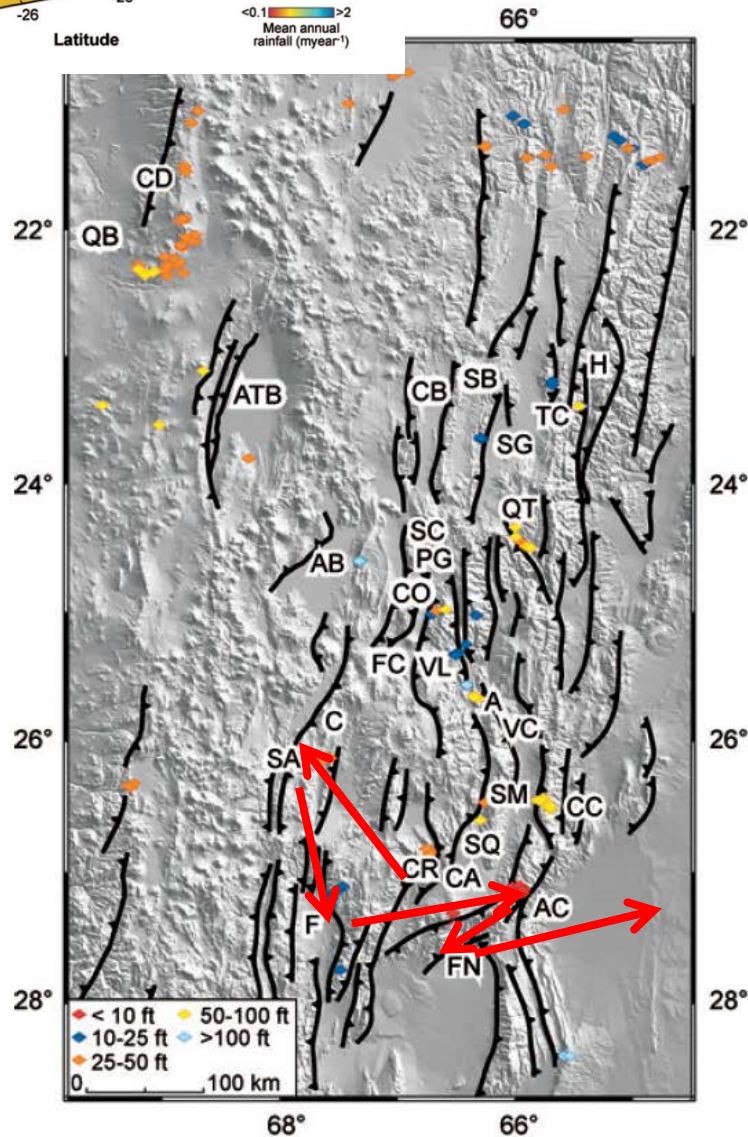 -26
Latitude
<0.1 >2
Mean annual
rainfall (myear-1)
66°
CD
QB
22° 22°
ATB
CB SB H
TC
SG
24° 24°
QT
SC
AB PG
CO
FC VL
A
C VC
26° 26°
SA
SM CC
SQ
CR CA
AC
F
FN
28° 28°
< 10 ft 50-100 ft
10-25 ft >100 ft
25-50 ft
0 100 km
68° 66°